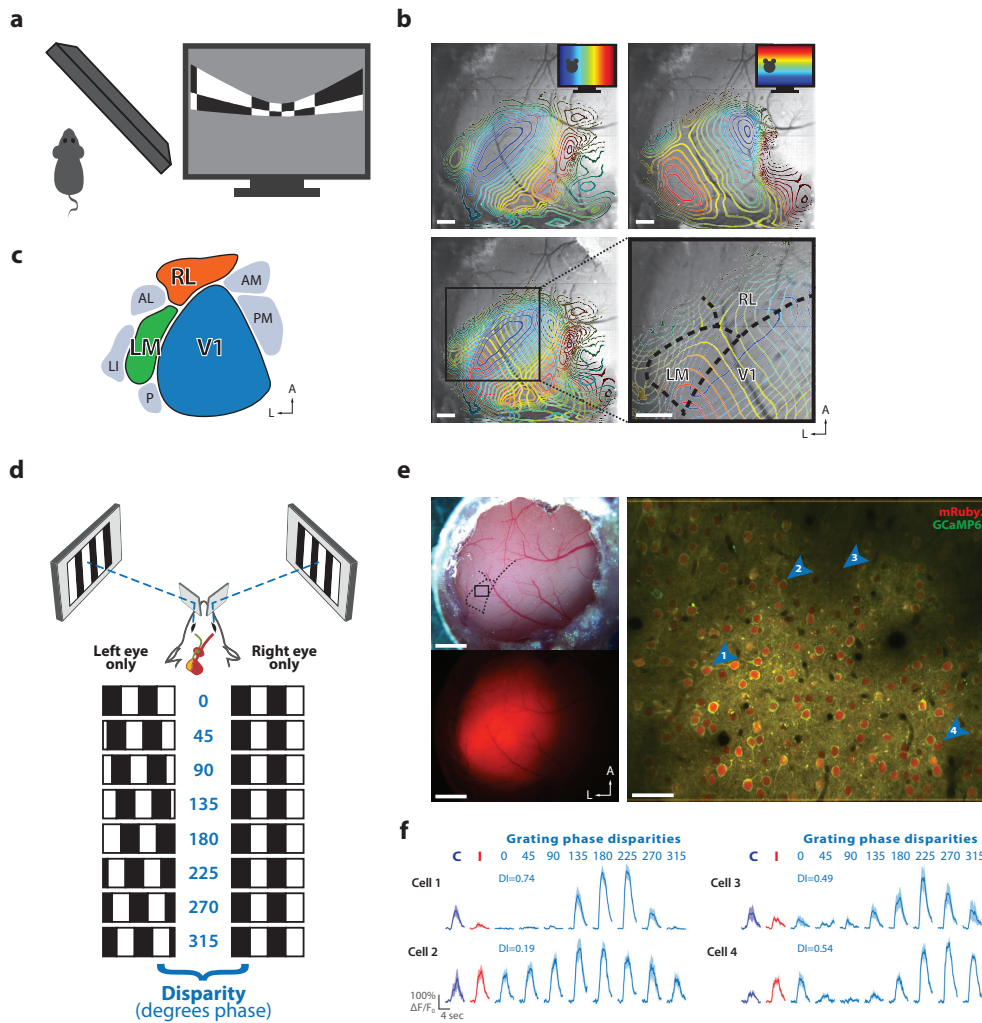 a
b
c
RL
AM
AL
PM
LM
V1
LI
P
A
L
RL
LM
V1
A
L
d
Left eye
only
Right eye
only
0
45
90
135
180
225
270
315
Disparity
(degrees phase)
e
mRuby
GCaMP6
1
2
3
4
A
L
f
Grating phase disparities
C I 0 45 90 135 180 225 270 315
Cell 1
DI=0.74
Cell 2
DI=0.19
100%
ΔF/F₀
4 sec
Grating phase disparities
C I 0 45 90 135 180 225 270 315
Cell 3
DI=0.49
Cell 4
DI=0.54